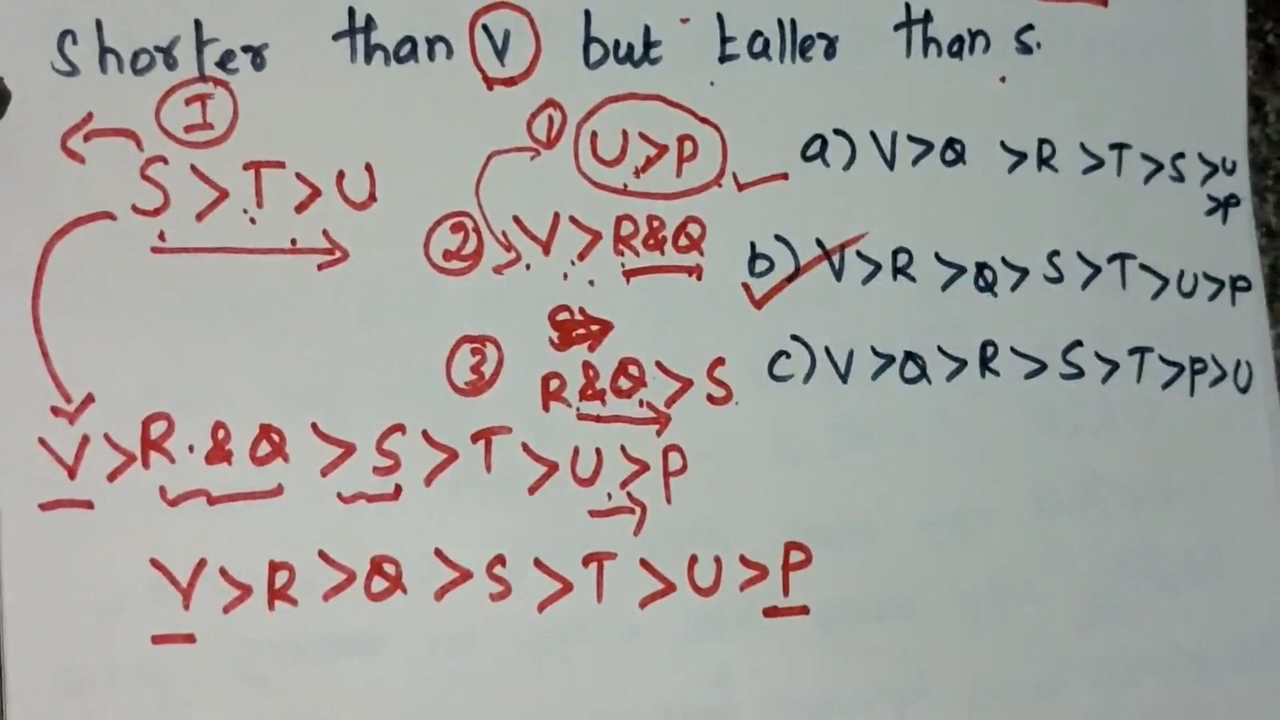 Shorter than V but taller than s.
I
S > T > U
① U > P
② V > R & Q
③ R & Q > S
a) V > Q > R > T > S > U > P
b) V > R > Q > S > T > U > P
c) V > Q > R > S > T > P > U
V > R & Q > S > T > U > P
V > R > Q > S > T > U > P